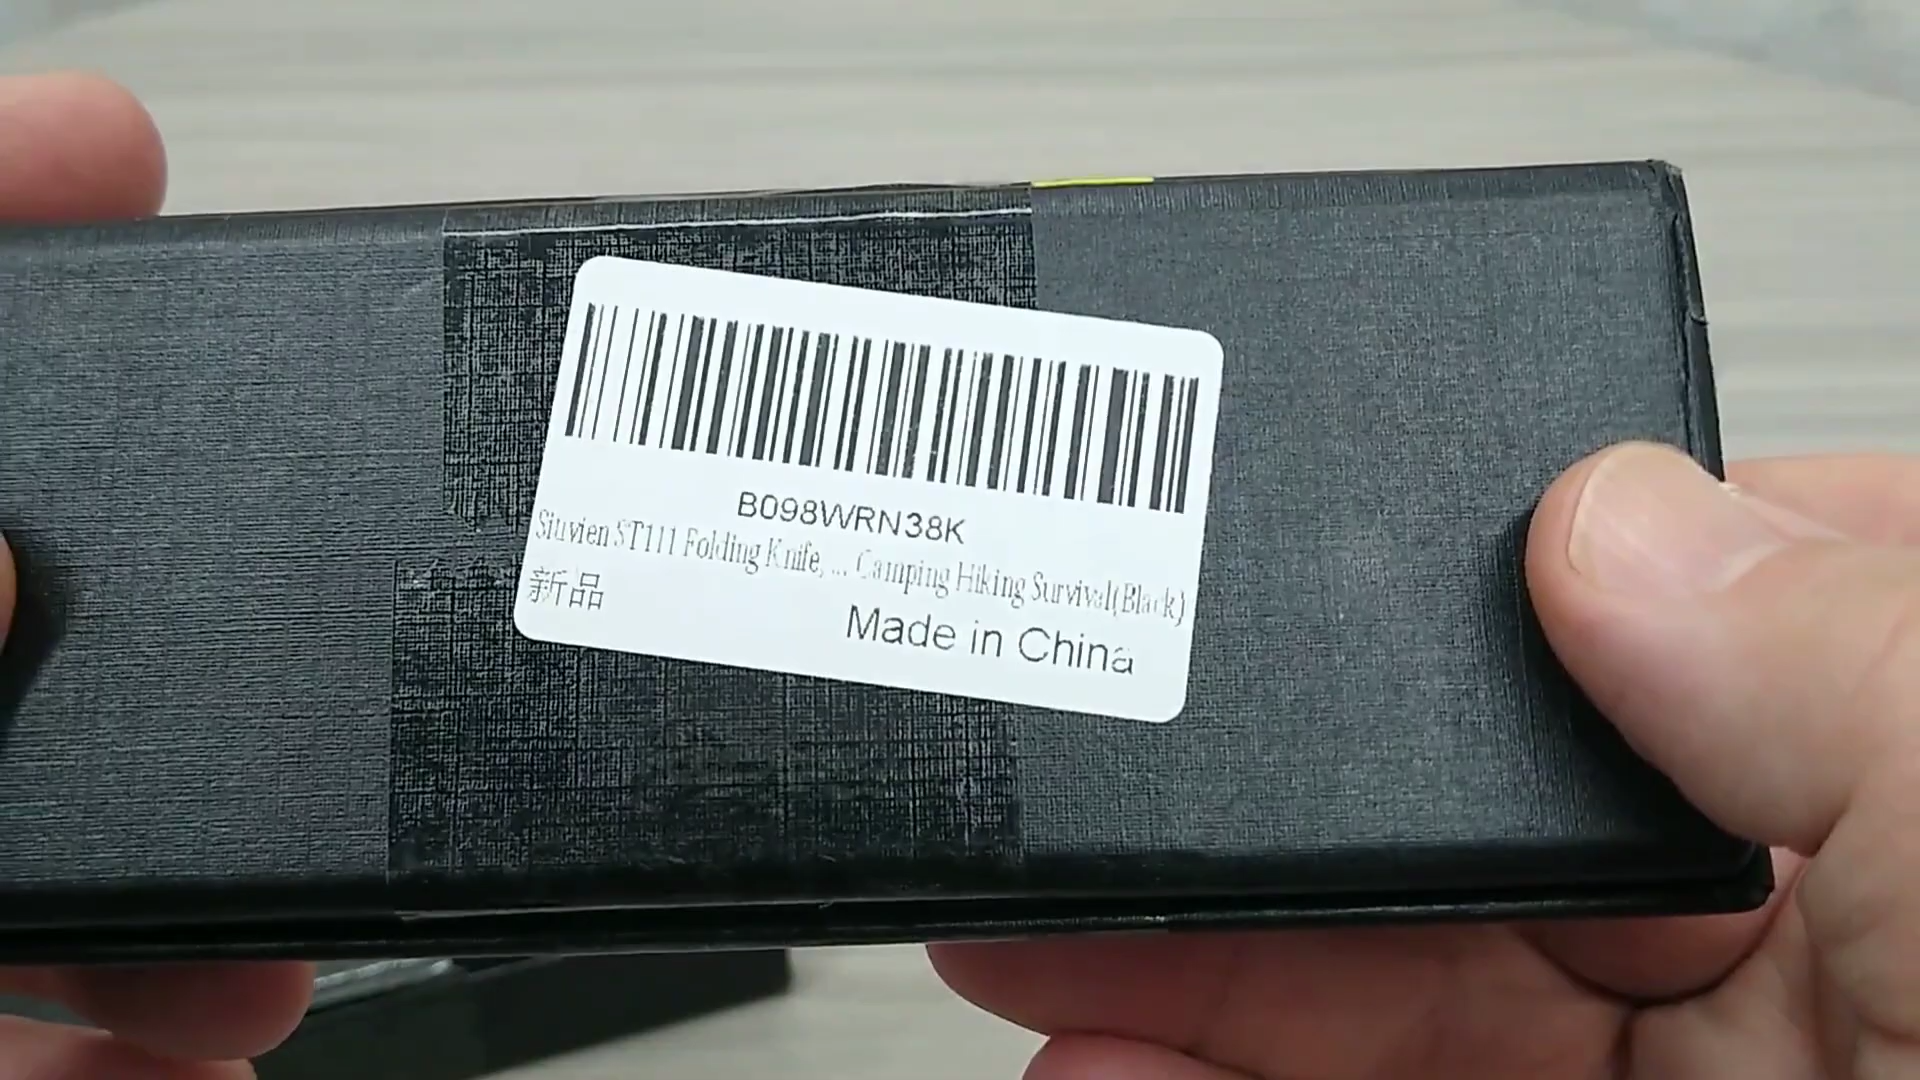 B098WRN38K
Situvien ST111 Folding Knife, ... Camping Hiking Survival(Black)
新品
Made in China